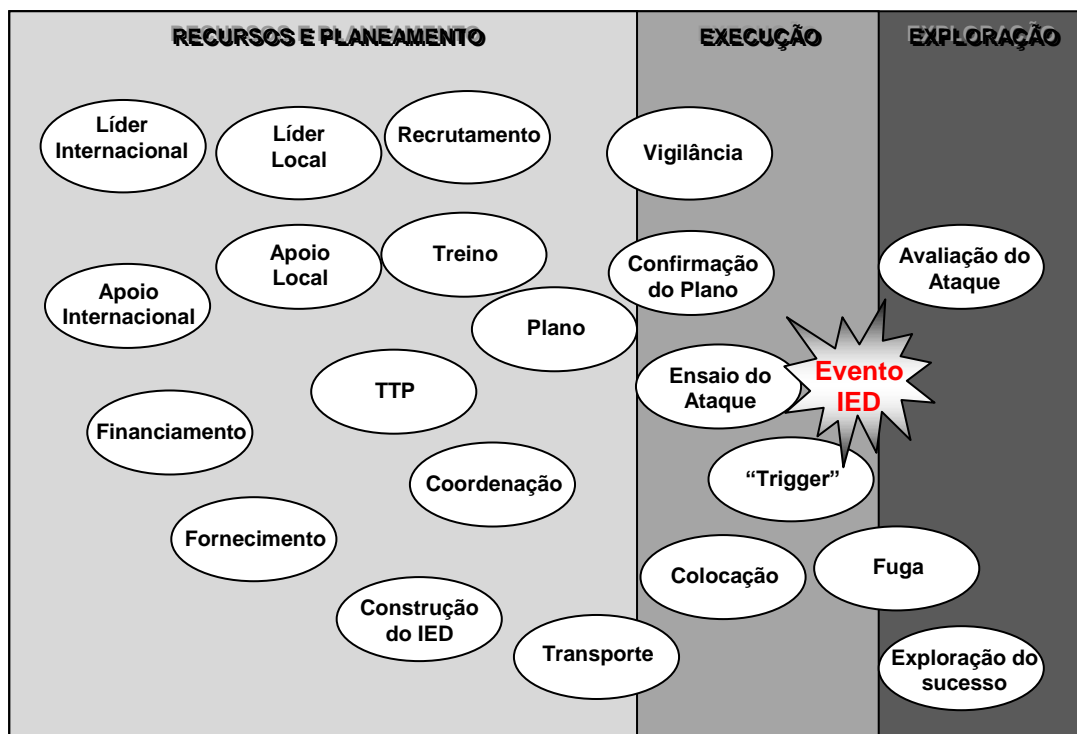 RECURSOS E PLANEAMENTO
EXECUÇÃO
EXPLORAÇÃO
Líder
Internacional
Líder
Local
Recrutamento
Vigilância
Apoio
Internacional
Apoio
Local
Treino
Plano
Confirmação
do Plano
Avaliação do
Ataque
TTP
Ensaio do
Ataque
Evento
IED
Financiamento
Coordenação
“Trigger”
Fornecimento
Colocação
Fuga
Construção
do IED
Transporte
Exploração do
sucesso